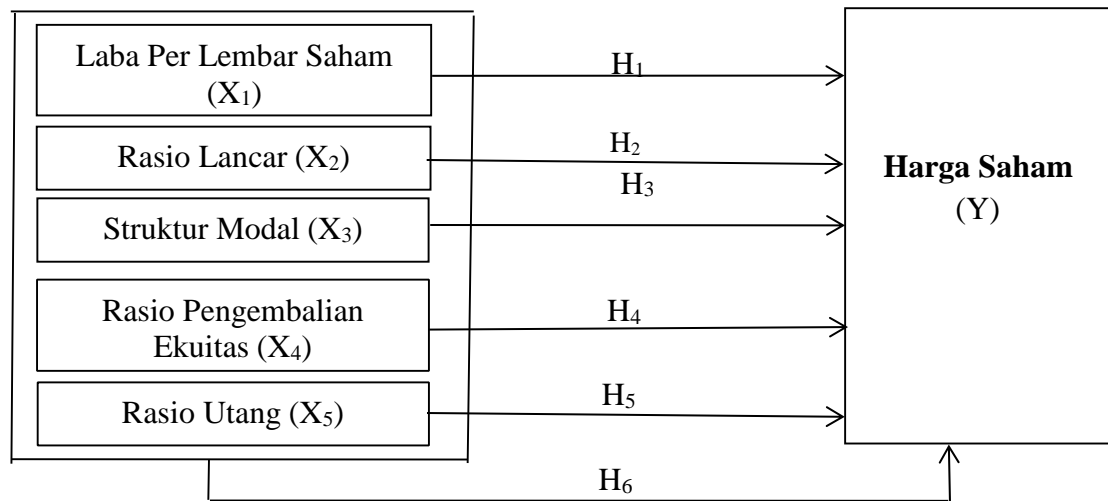 Laba Per Lembar Saham
(X₁)
H₁
Rasio Lancar (X₂)
H₂
H₃
Struktur Modal (X₃)
Harga Saham
(Y)
Rasio Pengembalian
Ekuitas (X₄)
H₄
Rasio Utang (X₅)
H₅
H₆